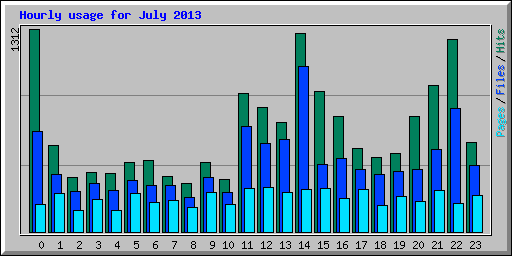 Hourly usage for July 2013
1312
Pages/Files/Hits
0 1 2 3 4 5 6 7 8 9 10 11 12 13 14 15 16 17 18 19 20 21 22 23